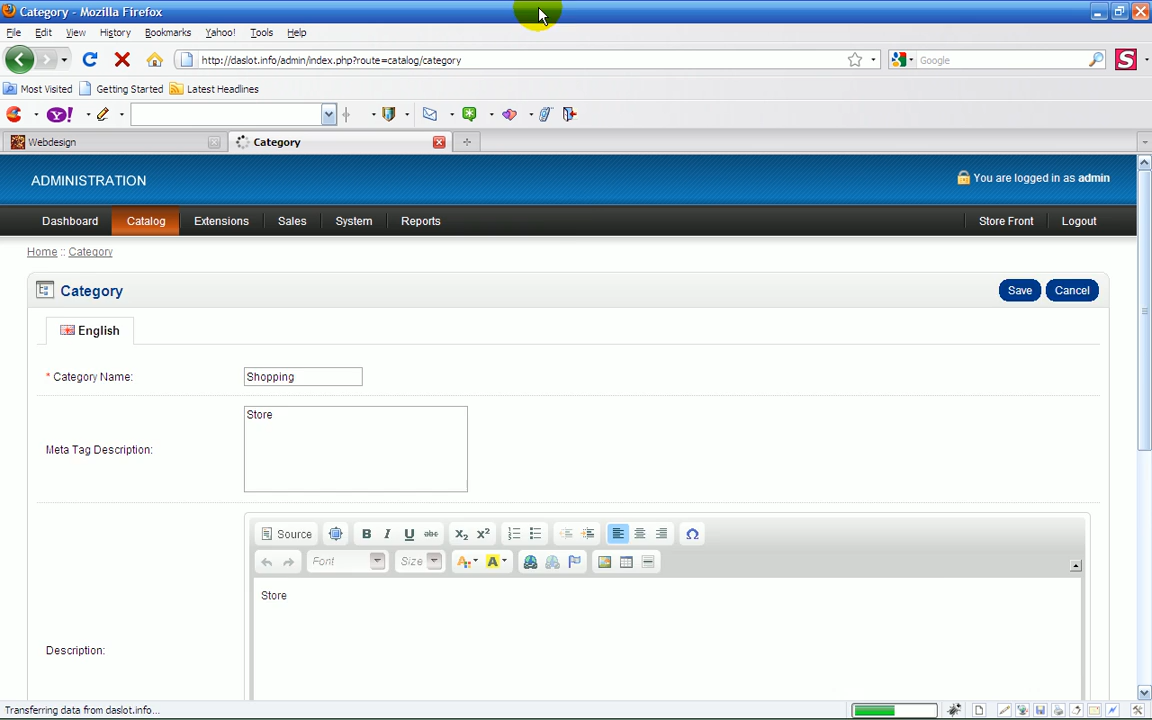 Category - Mozilla Firefox
File Edit View History Bookmarks Yahoo! Tools Help
http://daslot.info/admin/index.php?route=catalog/category
Google
S
Most Visited Getting Started Latest Headlines
Y!
Webdesign Category
ADMINISTRATION
You are logged in as admin
Dashboard Catalog Extensions Sales System Reports Store Front Logout
Home :: Category
Category Save Cancel
English
* Category Name: Shopping
Meta Tag Description: Store
Source B I U abc X₂ X² Ω
Font Size A A
Store
Description:
Transferring data from daslot.info...